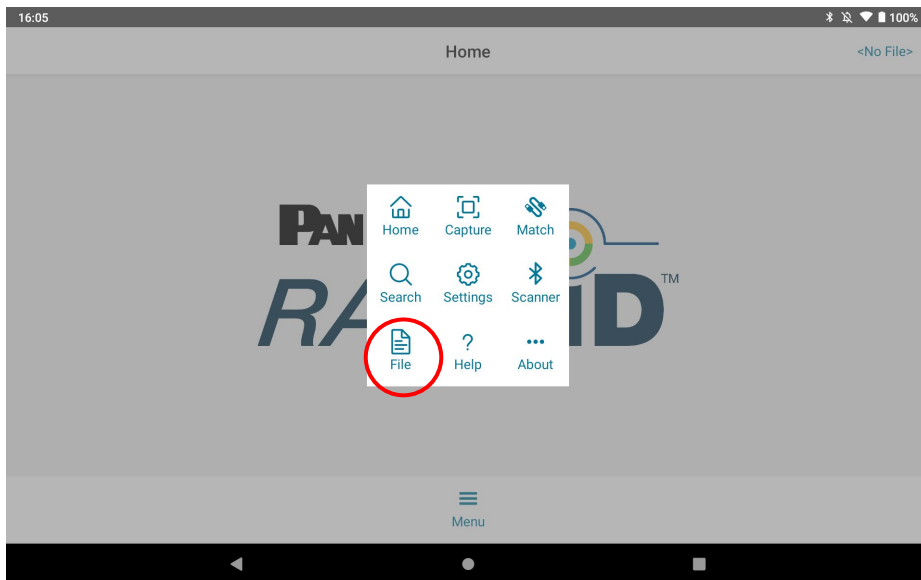 16:05 100%
Home <No File>
PAN
Home Capture Match
RA ID TM
Search Settings Scanner
File Help About
Menu